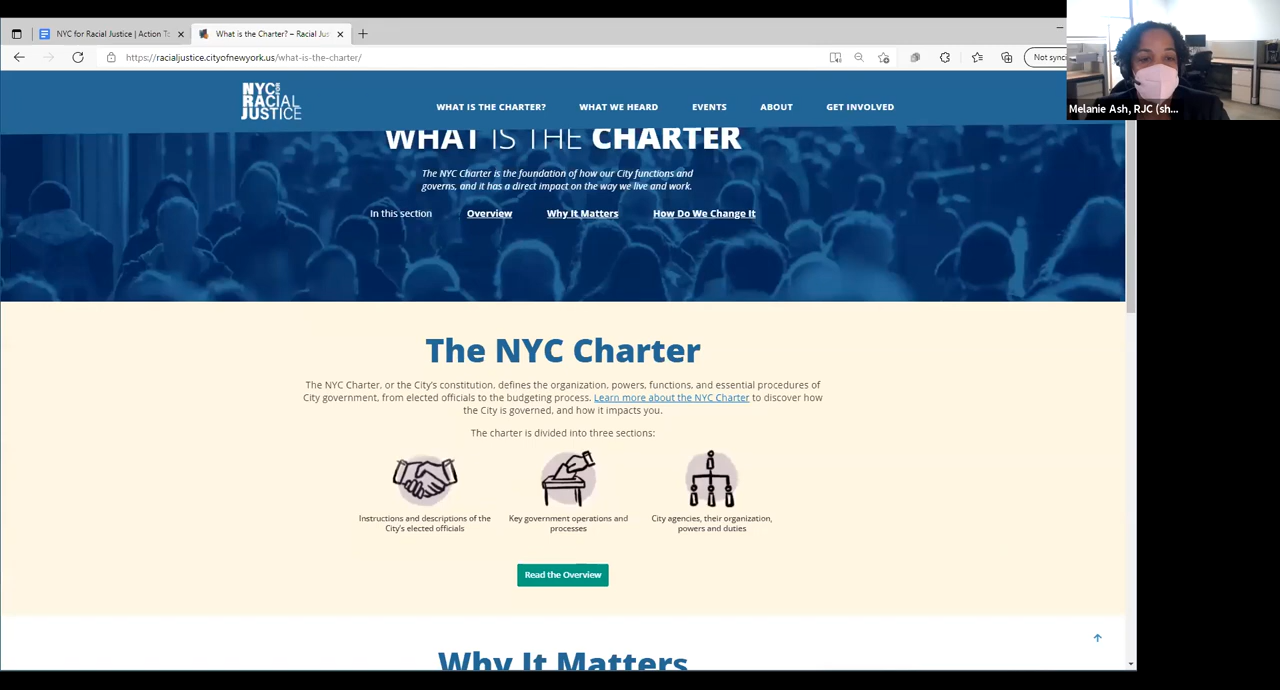 NYC for Racial Justice | Action To
What is the Charter? – Racial Jus
https://racialjustice.cityofnewyork.us/what-is-the-charter/
Not sync
Melanie Ash, RJC (sh...
NYC
FOR
RACIAL
JUSTICE
WHAT IS THE CHARTER?
WHAT WE HEARD
EVENTS
ABOUT
GET INVOLVED
WHAT IS THE CHARTER
The NYC Charter is the foundation of how our City functions and
governs, and it has a direct impact on the way we live and work.
In this section
Overview
Why It Matters
How Do We Change It
The NYC Charter
The NYC Charter, or the City's constitution, defines the organization, powers, functions, and essential procedures of
City government, from elected officials to the budgeting process. Learn more about the NYC Charter to discover how
the City is governed, and how it impacts you.
The charter is divided into three sections:
Instructions and descriptions of the
City's elected officials
Key government operations and
processes
City agencies, their organization,
powers and duties
Read the Overview
Why It Matters